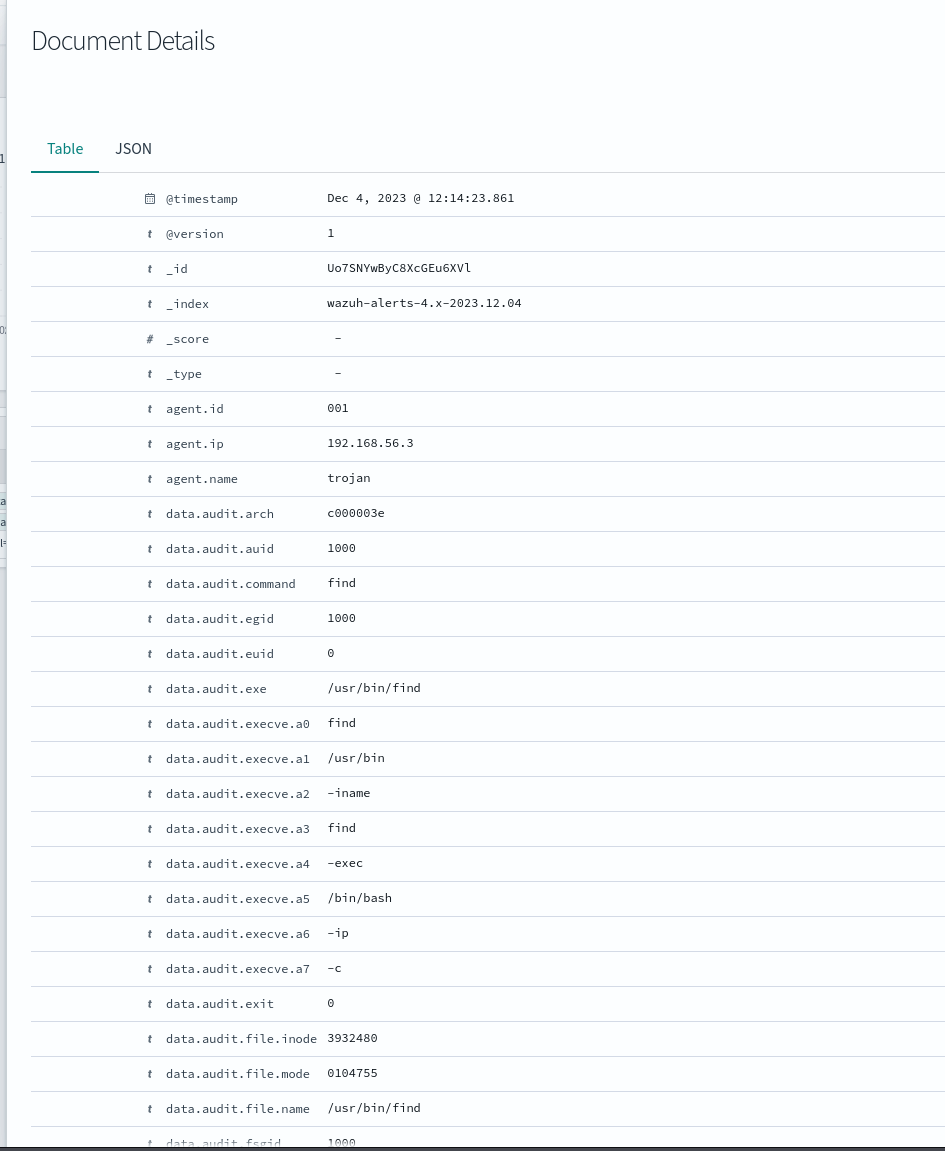 Document Details
Table JSON
@timestamp Dec 4, 2023 @ 12:14:23.861
t @version 1
t _id Uo7SNYwByC8XcGEu6XVl
t _index wazuh-alerts-4.x-2023.12.04
# _score -
t _type -
t agent.id 001
t agent.ip 192.168.56.3
t agent.name trojan
t data.audit.arch c000003e
t data.audit.auid 1000
t data.audit.command find
t data.audit.egid 1000
t data.audit.euid 0
t data.audit.exe /usr/bin/find
t data.audit.execve.a0 find
t data.audit.execve.a1 /usr/bin
t data.audit.execve.a2 -iname
t data.audit.execve.a3 find
t data.audit.execve.a4 -exec
t data.audit.execve.a5 /bin/bash
t data.audit.execve.a6 -ip
t data.audit.execve.a7 -c
t data.audit.exit 0
t data.audit.file.inode 3932480
t data.audit.file.mode 0104755
t data.audit.file.name /usr/bin/find
t data.audit.fsgid 1000